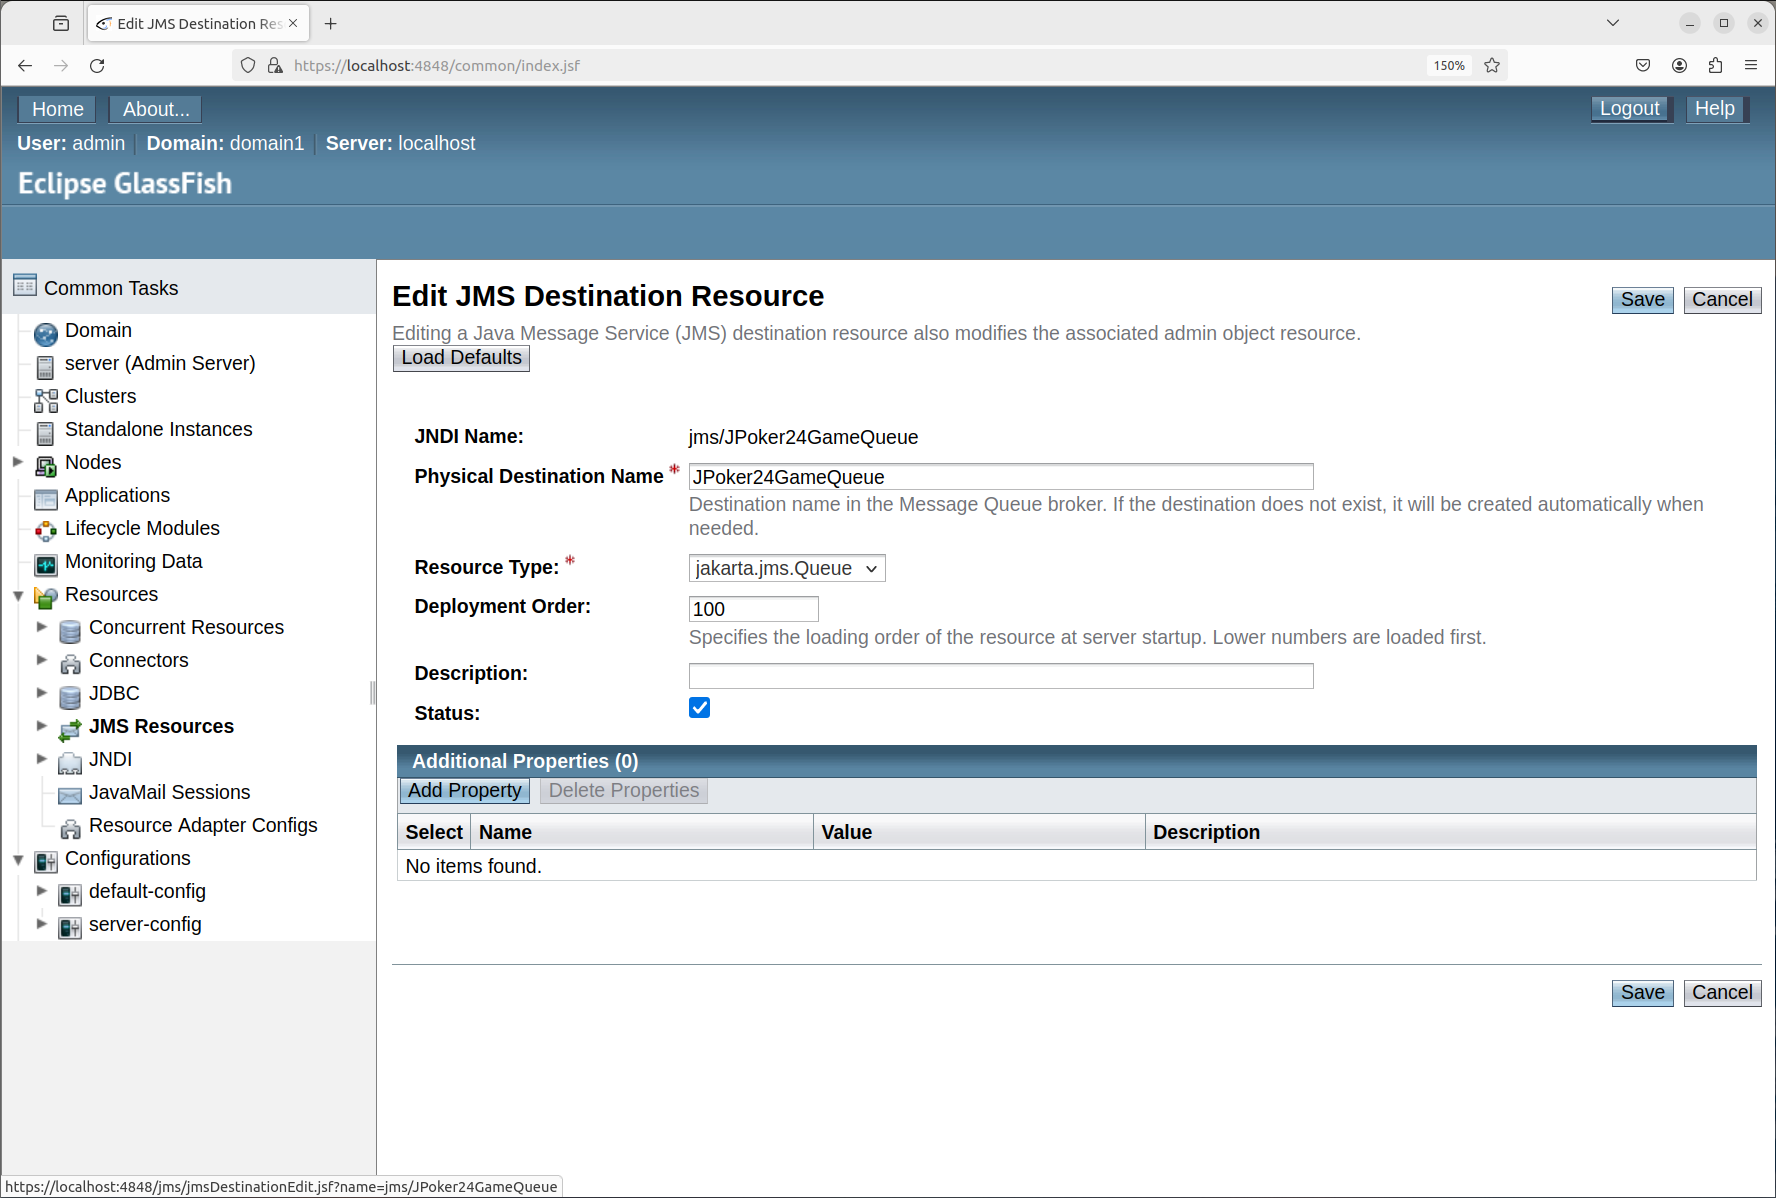 Edit JMS Destination Res
https://localhost:4848/common/index.jsf
150%
Home
About...
Logout
Help
User: admin
Domain: domain1
Server: localhost
Eclipse GlassFish
Common Tasks
Domain
server (Admin Server)
Clusters
Standalone Instances
Nodes
Applications
Lifecycle Modules
Monitoring Data
Resources
Concurrent Resources
Connectors
JDBC
JMS Resources
JNDI
JavaMail Sessions
Resource Adapter Configs
Configurations
default-config
server-config
Edit JMS Destination Resource
Save
Cancel
Editing a Java Message Service (JMS) destination resource also modifies the associated admin object resource.
Load Defaults
JNDI Name:
jms/JPoker24GameQueue
Physical Destination Name *
JPoker24GameQueue
Destination name in the Message Queue broker. If the destination does not exist, it will be created automatically when
needed.
Resource Type: *
jakarta.jms.Queue
Deployment Order:
100
Specifies the loading order of the resource at server startup. Lower numbers are loaded first.
Description:
Status:
Additional Properties (0)
Add Property
Delete Properties
Select
Name
Value
Description
No items found.
Save
Cancel
https://localhost:4848/jms/jmsDestinationEdit.jsf?name=jms/JPoker24GameQueue